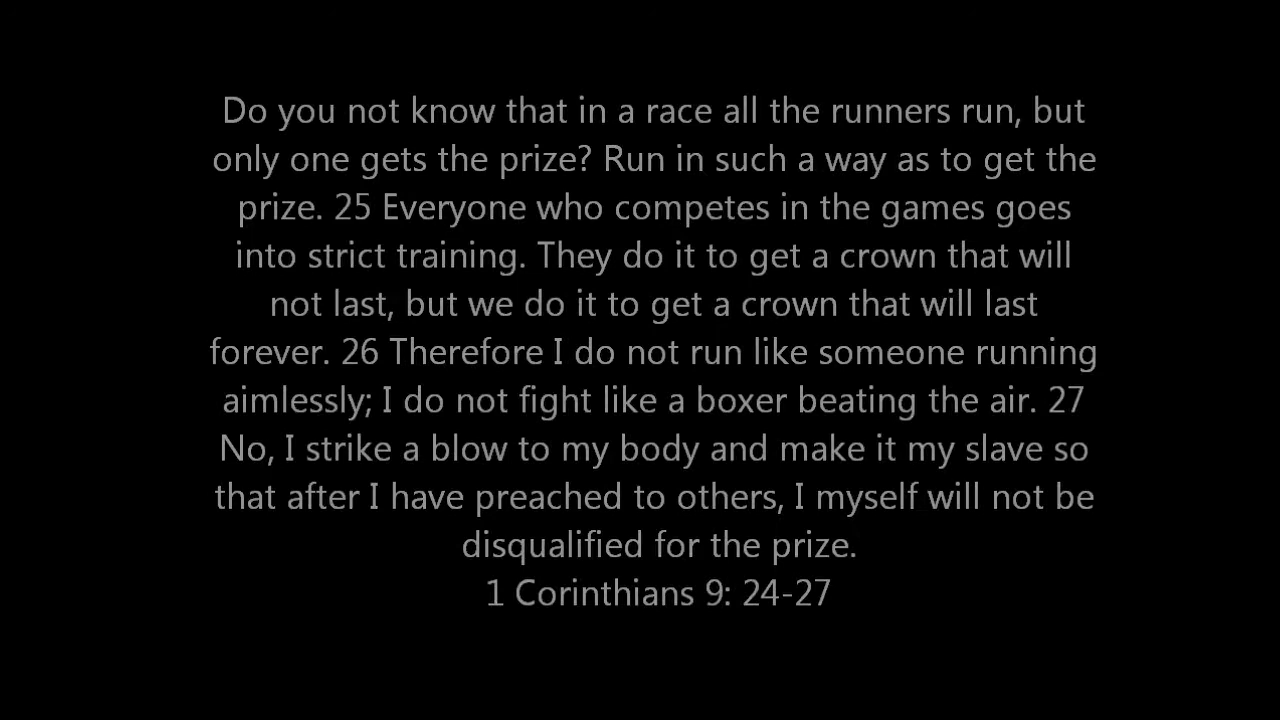 Do you not know that in a race all the runners run, but
only one gets the prize? Run in such a way as to get the
prize. 25 Everyone who competes in the games goes
into strict training. They do it to get a crown that will
not last, but we do it to get a crown that will last
forever. 26 Therefore I do not run like someone running
aimlessly; I do not fight like a boxer beating the air. 27
No, I strike a blow to my body and make it my slave so
that after I have preached to others, I myself will not be
disqualified for the prize.
1 Corinthians 9: 24-27